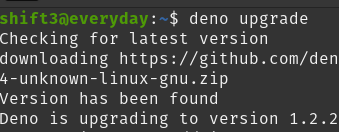 shift3@everyday:~$ deno upgrade
Checking for latest version
downloading https://github.com/den
4-unknown-linux-gnu.zip
Version has been found
Deno is upgrading to version 1.2.2